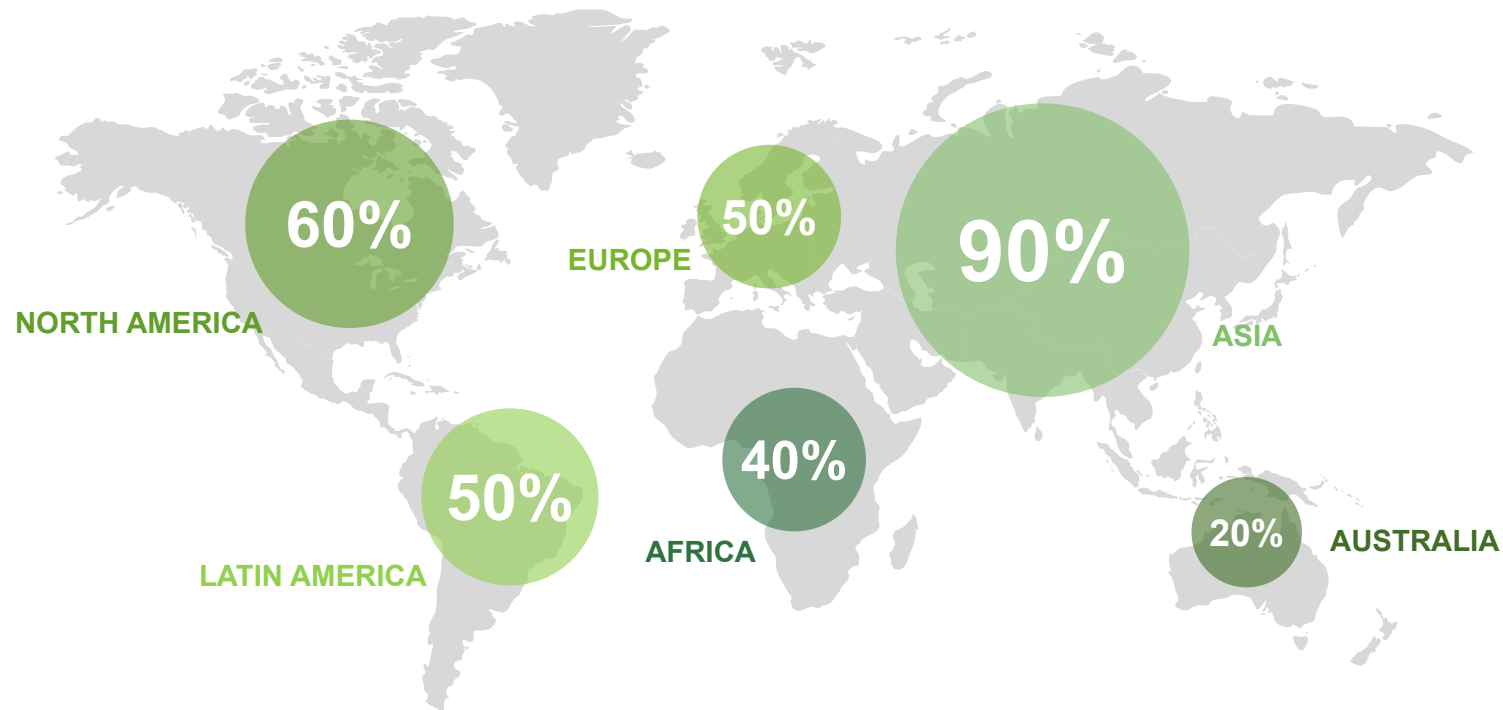 60%
NORTH AMERICA
50%
EUROPE
90%
ASIA
50%
LATIN AMERICA
40%
AFRICA
20%
AUSTRALIA